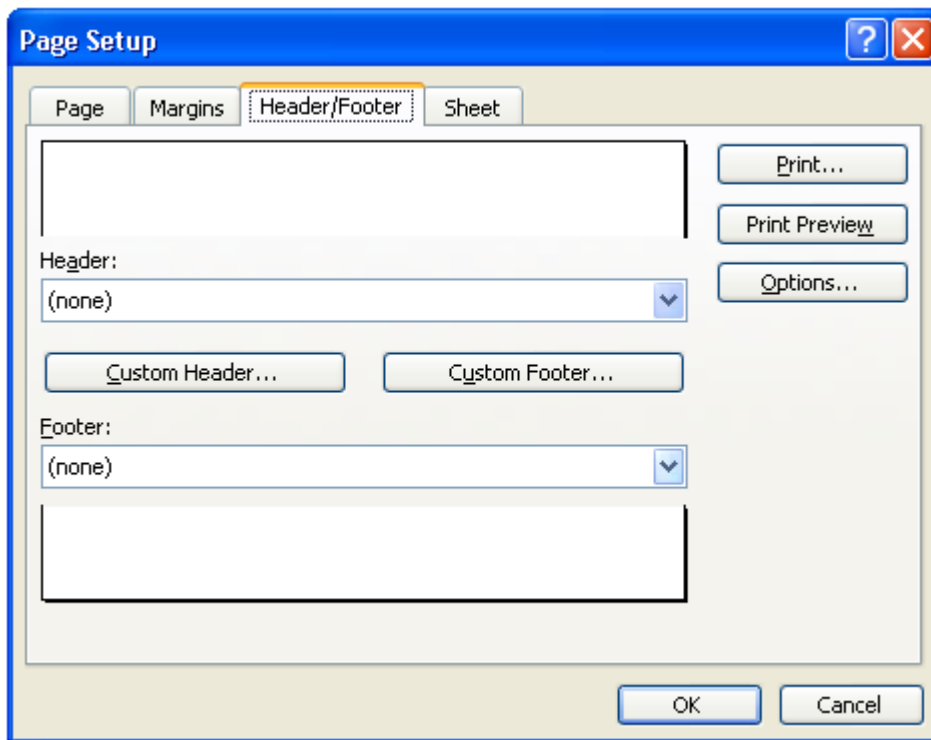 Page Setup
Page Margins Header/Footer Sheet
Print...
Print Preview
Header:
(none)
Options...
Custom Header... Custom Footer...
Footer:
(none)
OK Cancel